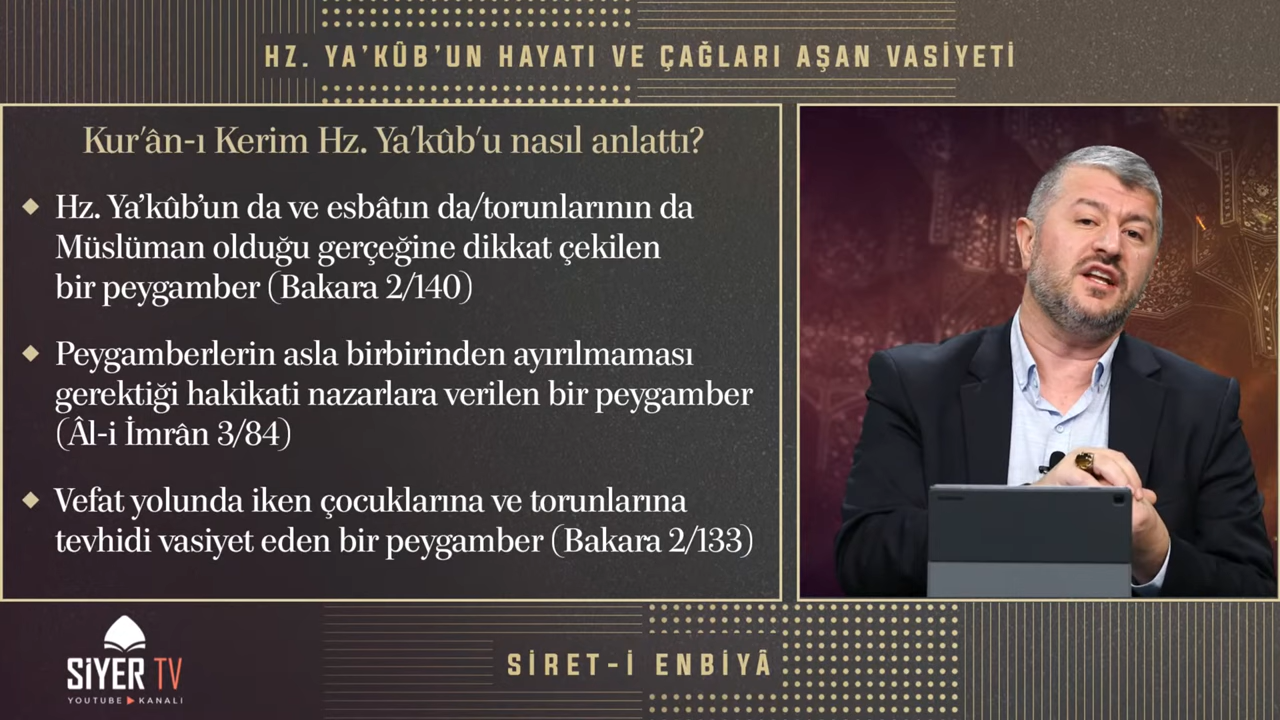 HZ. YA’KÛB’UN HAYATI VE ÇAĞLARI AŞAN VASİYETİ
Kur'ân-ı Kerim Hz. Ya'kûb'u nasıl anlattı?
Hz. Ya’kûb’un da ve esbâtın da/torunlarının da
Müslüman olduğu gerçeğine dikkat çekilen
bir peygamber (Bakara 2/140)
Peygamberlerin asla birbirinden ayırılmaması
gerektiği hakikati nazarlara verilen bir peygamber
(Âl-i İmrân 3/84)
Vefat yolunda iken çocuklarına ve torunlarına
tevhidi vasiyet eden bir peygamber (Bakara 2/133)
SİYER TV
YOUTUBE KANALI
SİRET-İ ENBİYÂ